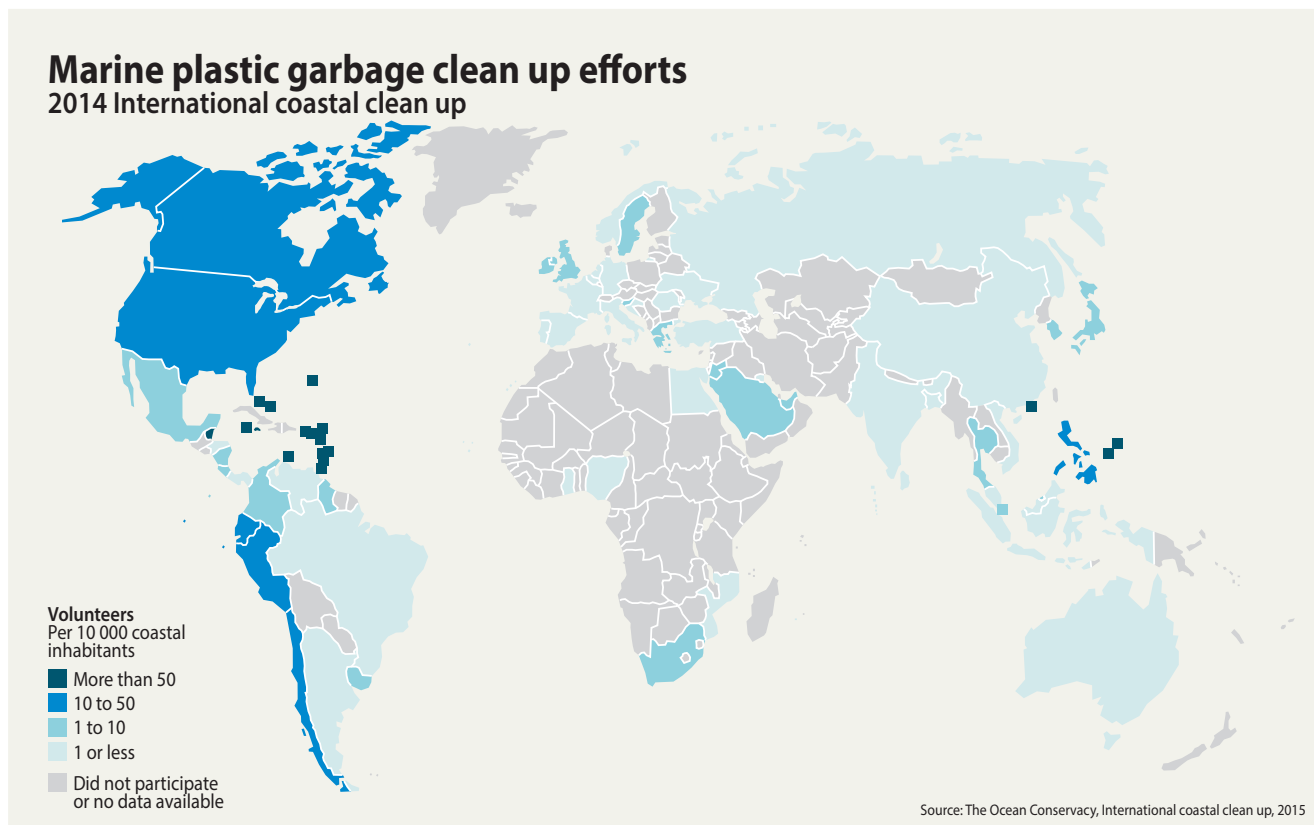 Marine plastic garbage clean up efforts
2014 International coastal clean up
Volunteers
Per 10 000 coastal
inhabitants
More than 50
10 to 50
1 to 10
1 or less
Did not participate
or no data available
Source: The Ocean Conservacy, International coastal clean up, 2015